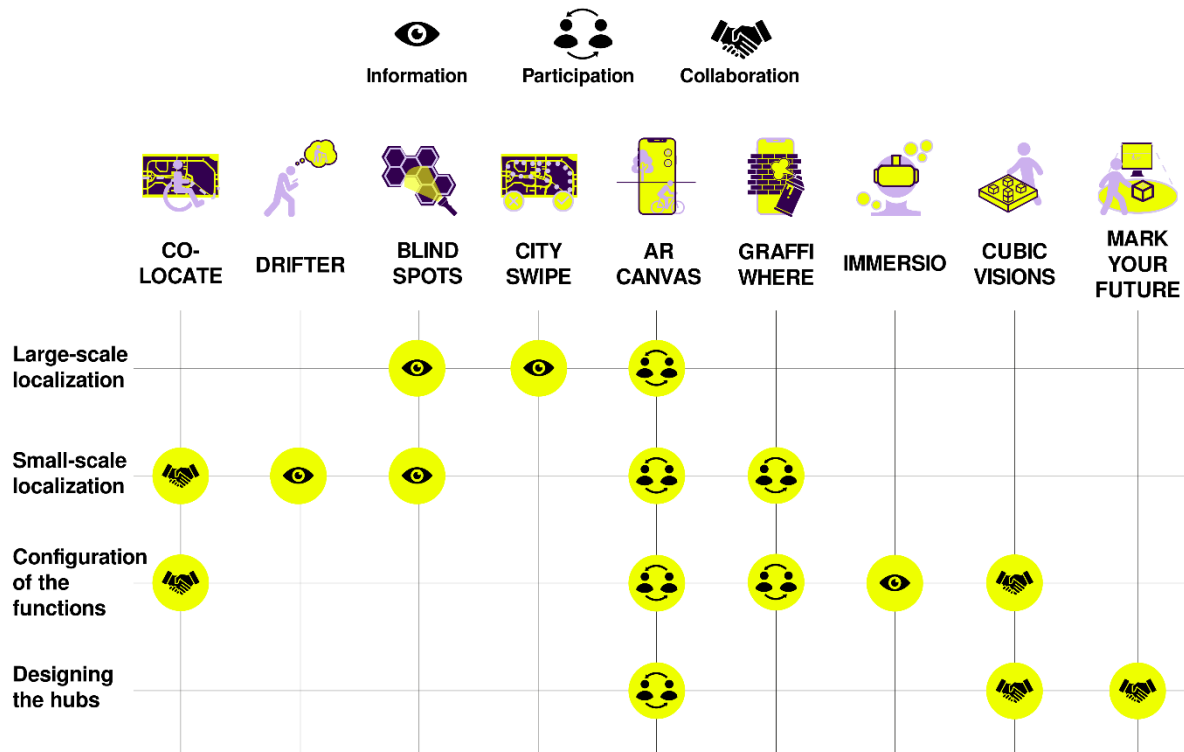 Information Participation Collaboration
CO-
LOCATE
DRIFTER
BLIND
SPOTS
CITY
SWIPE
AR
CANVAS
GRAFFI
WHERE
IMMERSIO
CUBIC
VISIONS
MARK
YOUR
FUTURE
Large-scale
localization
Small-scale
localization
Configuration
of the
functions
Designing
the hubs